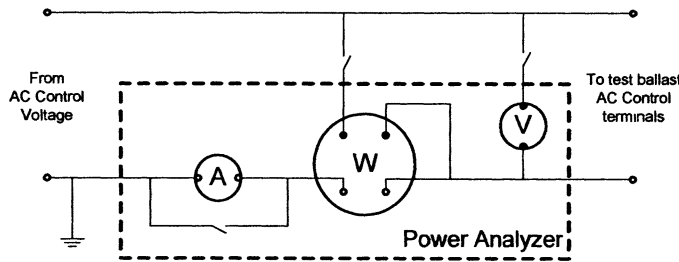 From
AC Control
Voltage
To test ballast
AC Control
terminals
A
W
V
Power Analyzer